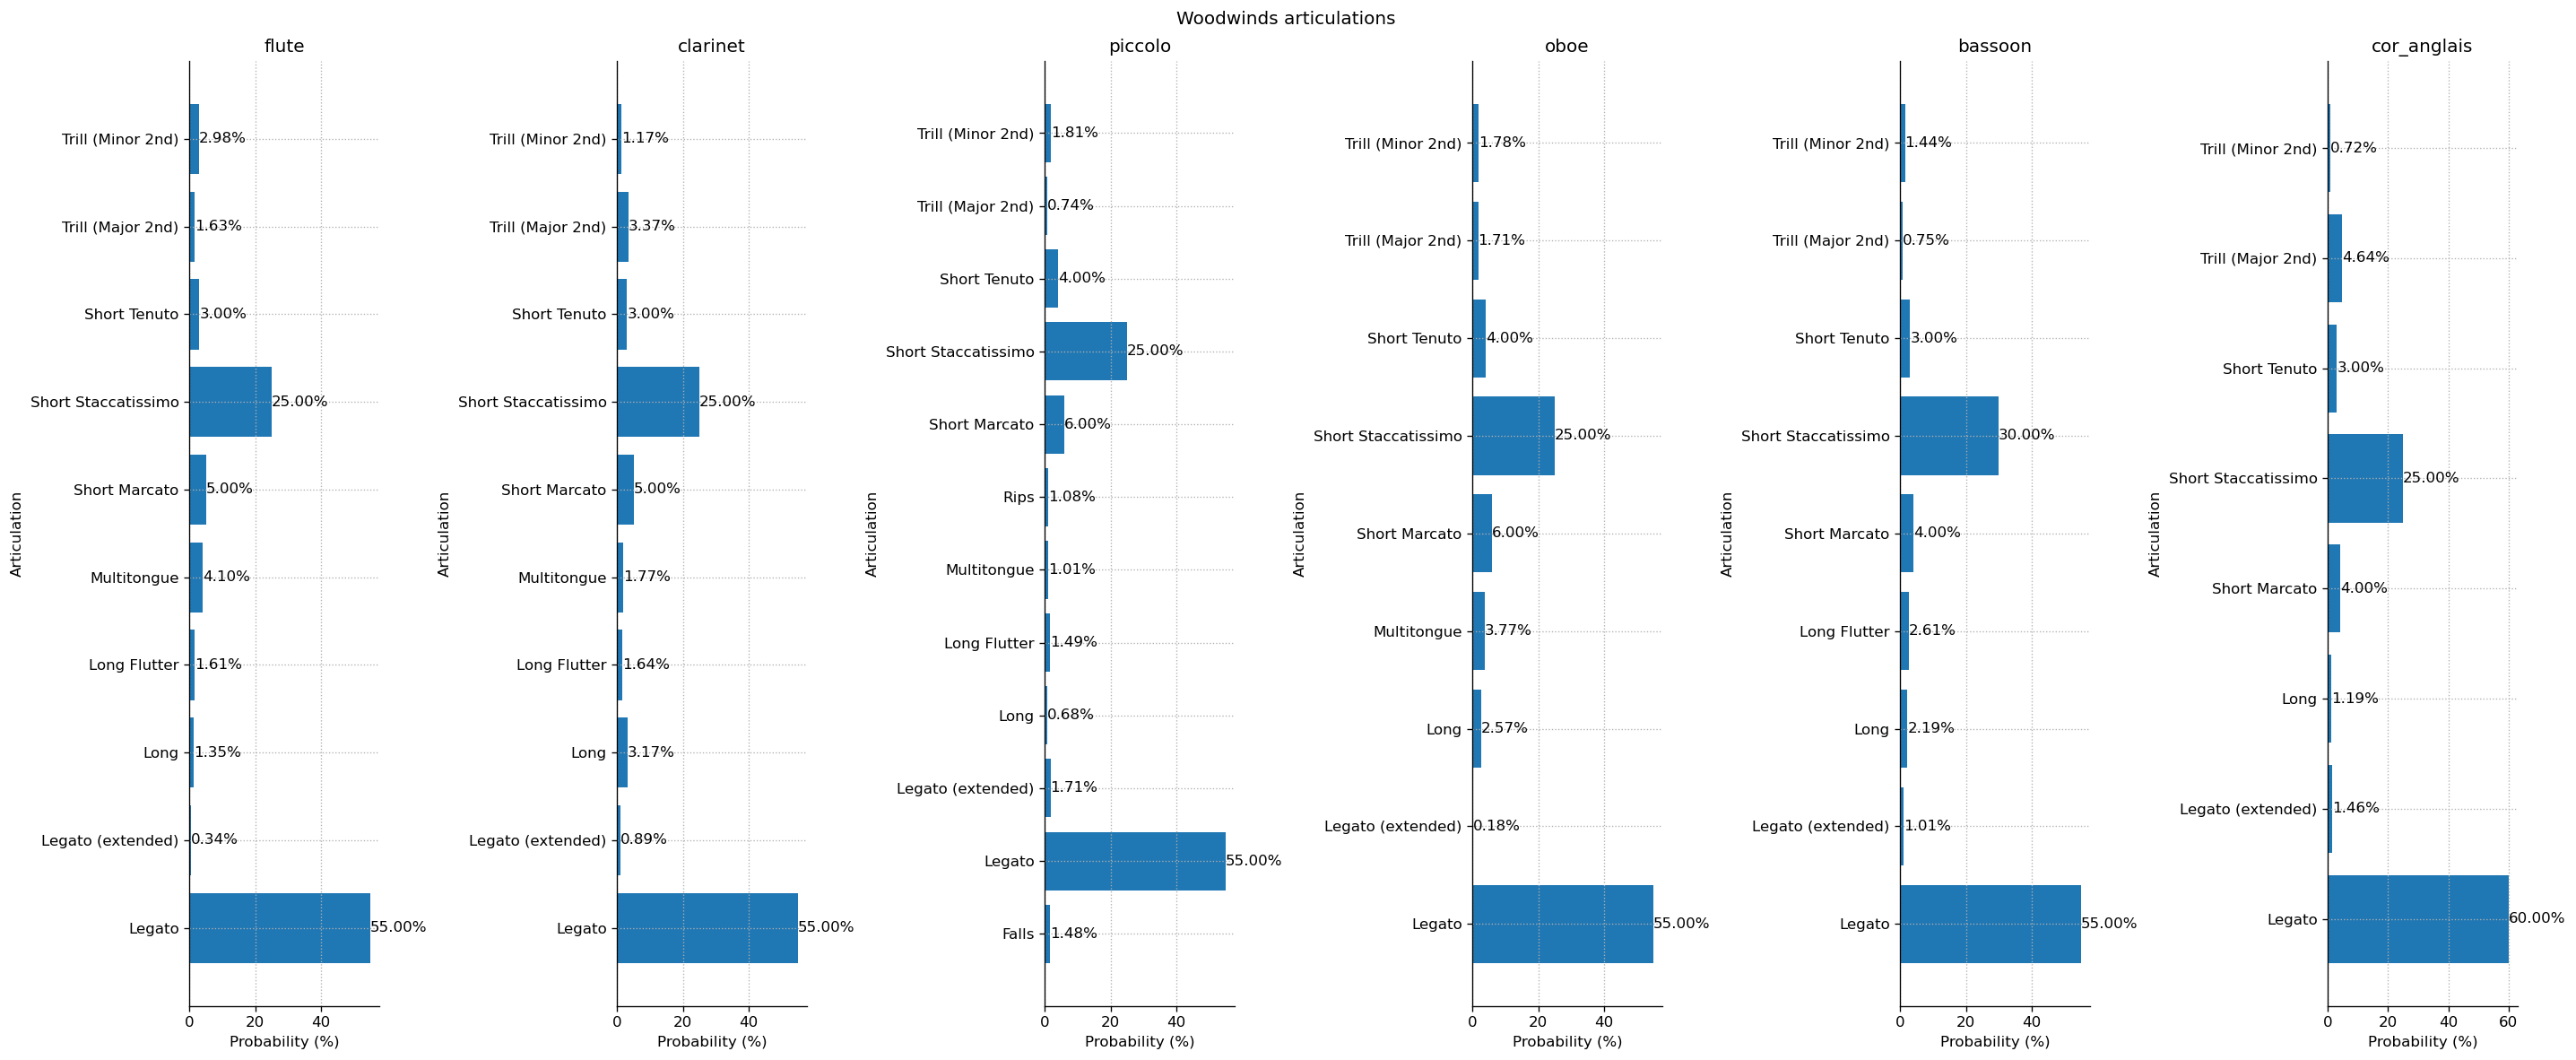 Woodwinds articulations
flute
Articulation
Trill (Minor 2nd) 2.98%
Trill (Major 2nd) 1.63%
Short Tenuto 3.00%
Short Staccatissimo 25.00%
Short Marcato 5.00%
Multitongue 4.10%
Long Flutter 1.61%
Long 1.35%
Legato (extended) 0.34%
Legato 55.00%
0 20 40
Probability (%)
clarinet
Articulation
Trill (Minor 2nd) 1.17%
Trill (Major 2nd) 3.37%
Short Tenuto 3.00%
Short Staccatissimo 25.00%
Short Marcato 5.00%
Multitongue 1.77%
Long Flutter 1.64%
Long 3.17%
Legato (extended) 0.89%
Legato 55.00%
0 20 40
Probability (%)
piccolo
Articulation
Trill (Minor 2nd) 1.81%
Trill (Major 2nd) 0.74%
Short Tenuto 4.00%
Short Staccatissimo 25.00%
Short Marcato 6.00%
Rips 1.08%
Multitongue 1.01%
Long Flutter 1.49%
Long 0.68%
Legato (extended) 1.71%
Legato 55.00%
Falls 1.48%
0 20 40
Probability (%)
oboe
Articulation
Trill (Minor 2nd) 1.78%
Trill (Major 2nd) 1.71%
Short Tenuto 4.00%
Short Staccatissimo 25.00%
Short Marcato 6.00%
Multitongue 3.77%
Long 2.57%
Legato (extended) 0.18%
Legato 55.00%
0 20 40
Probability (%)
bassoon
Articulation
Trill (Minor 2nd) 1.44%
Trill (Major 2nd) 0.75%
Short Tenuto 3.00%
Short Staccatissimo 30.00%
Short Marcato 4.00%
Long Flutter 2.61%
Long 2.19%
Legato (extended) 1.01%
Legato 55.00%
0 20 40
Probability (%)
cor_anglais
Articulation
Trill (Minor 2nd) 0.72%
Trill (Major 2nd) 4.64%
Short Tenuto 3.00%
Short Staccatissimo 25.00%
Short Marcato 4.00%
Long 1.19%
Legato (extended) 1.46%
Legato 60.00%
0 20 40 60
Probability (%)